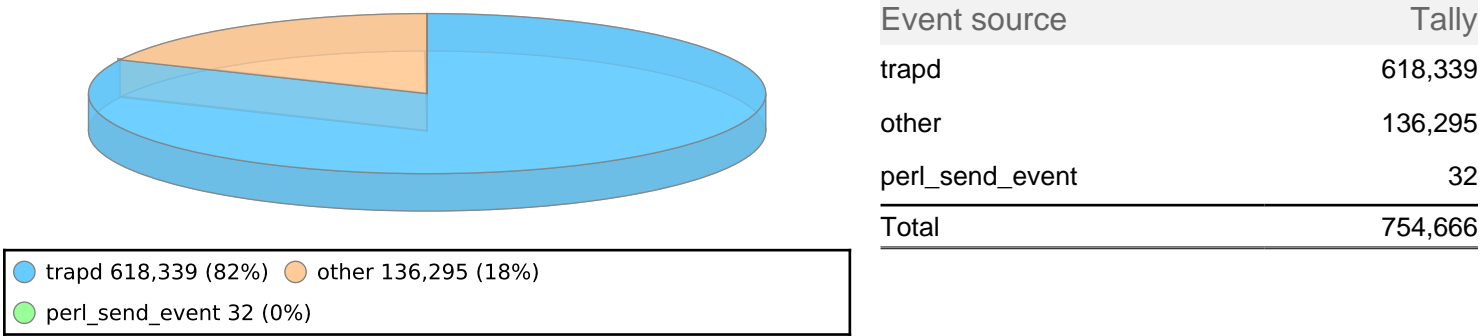 trapd 618,339 (82%) other 136,295 (18%)
perl_send_event 32 (0%)
Event source Tally
trapd 618,339
other 136,295
perl_send_event 32
Total 754,666